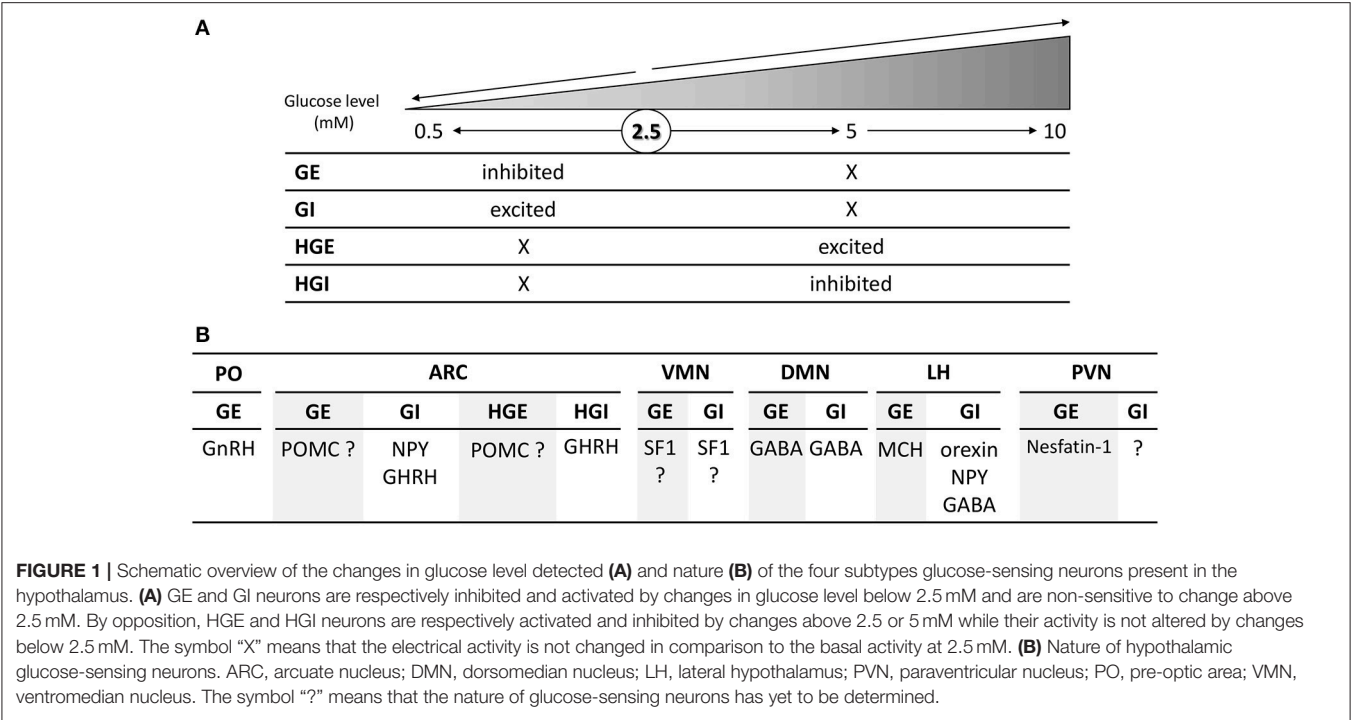 A
Glucose level
(mM)
0.5 2.5 5 10
GE inhibited X
GI excited X
HGE X excited
HGI X inhibited
B
PO ARC VMN DMN LH PVN
GE GE GI HGE HGI GE GI GE GI GE GI GE GI
GnRH POMC ? NPY POMC ? GHRH SF1 SF1 GABA GABA MCH orexin Nesfatin-1 ?
GHRH ? ? NPY
GABA
FIGURE 1 | Schematic overview of the changes in glucose level detected (A) and nature (B) of the four subtypes glucose-sensing neurons present in the
hypothalamus. (A) GE and GI neurons are respectively inhibited and activated by changes in glucose level below 2.5 mM and are non-sensitive to change above
2.5 mM. By opposition, HGE and HGI neurons are respectively activated and inhibited by changes above 2.5 or 5 mM while their activity is not altered by changes
below 2.5 mM. The symbol “X” means that the electrical activity is not changed in comparison to the basal activity at 2.5 mM. (B) Nature of hypothalamic
glucose-sensing neurons. ARC, arcuate nucleus; DMN, dorsomedian nucleus; LH, lateral hypothalamus; PVN, paraventricular nucleus; PO, pre-optic area; VMN,
ventromedian nucleus. The symbol “?” means that the nature of glucose-sensing neurons has yet to be determined.